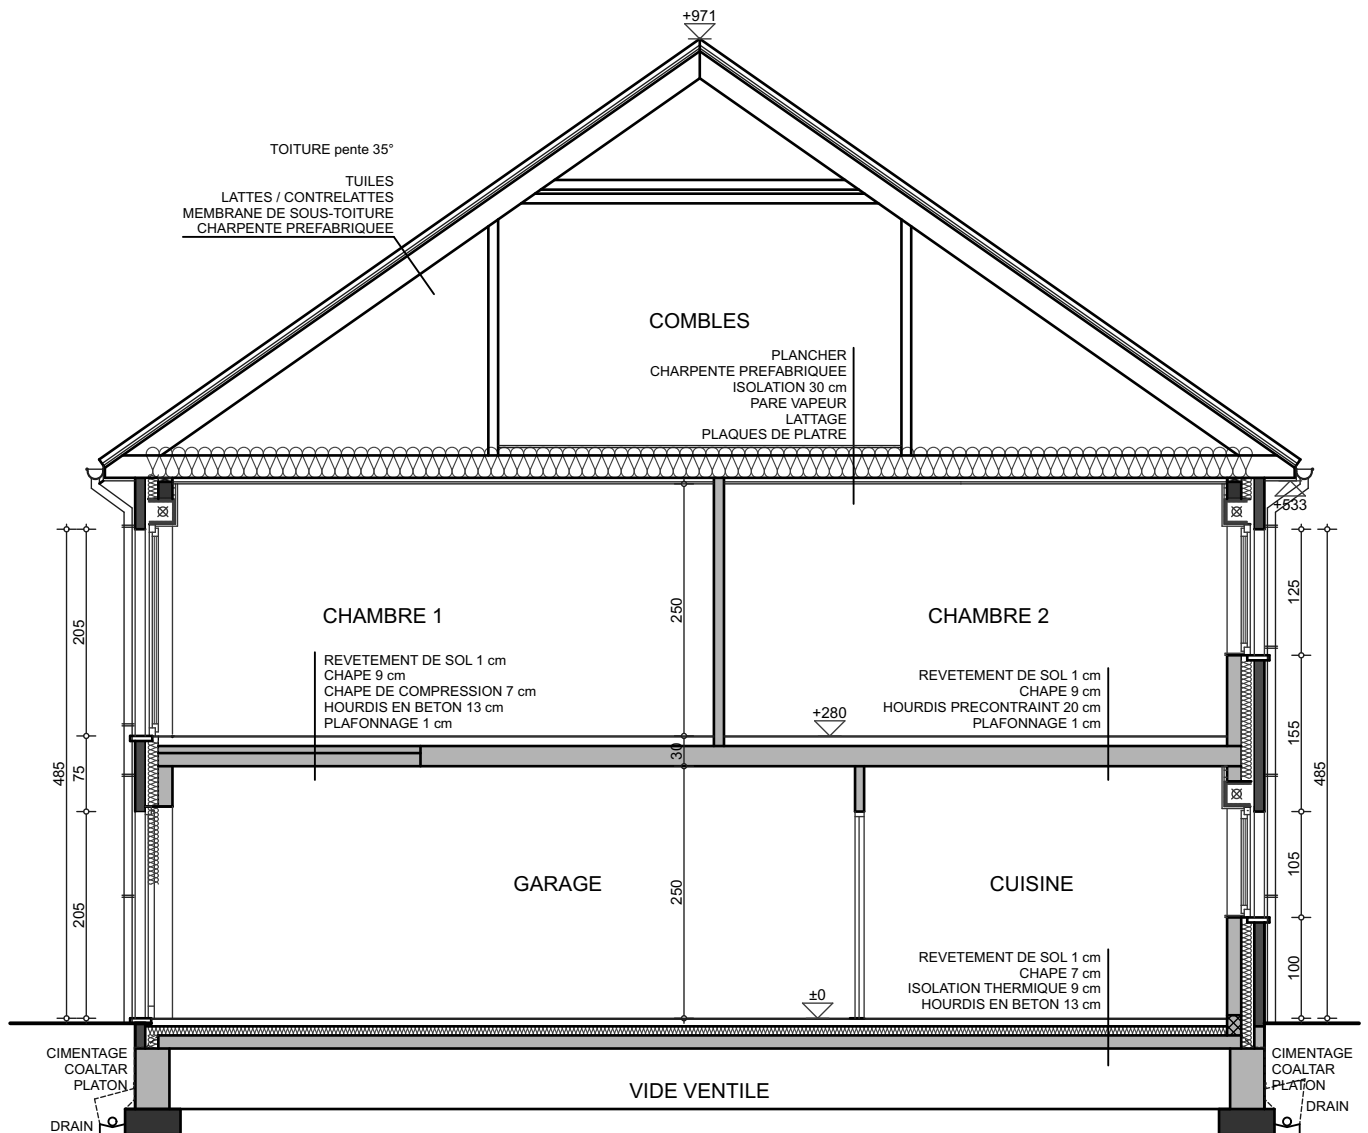 +971
TOITURE pente 35°
TUILES
LATTES / CONTRELATTES
MEMBRANE DE SOUS-TOITURE
CHARPENTE PREFABRIQUEE
COMBLES
PLANCHER
CHARPENTE PREFABRIQUEE
ISOLATION 30 cm
PARE VAPEUR
LATTAGE
PLAQUES DE PLATRE
+533
CHAMBRE 1
250
CHAMBRE 2
REVETEMENT DE SOL 1 cm
CHAPE 9 cm
CHAPE DE COMPRESSION 7 cm
HOURDIS EN BETON 13 cm
PLAFONNAGE 1 cm
REVETEMENT DE SOL 1 cm
CHAPE 9 cm
HOURDIS PRECONTRAINT 20 cm
PLAFONNAGE 1 cm
+280
30
485
205
75
205
125
155
105
100
485
GARAGE
250
CUISINE
REVETEMENT DE SOL 1 cm
CHAPE 7 cm
ISOLATION THERMIQUE 9 cm
HOURDIS EN BETON 13 cm
±0
CIMENTAGE
COALTAR
PLATON
DRAIN
VIDE VENTILE
CIMENTAGE
COALTAR
PLATON
DRAIN